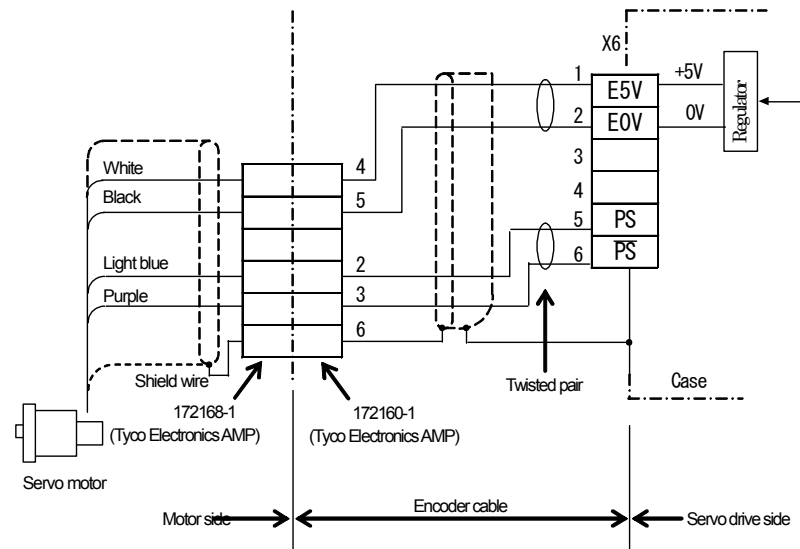 X6
1 E5V +5V
2 E0V 0V
Regulator
3
4
5 PS
6 PS
White
4
Black
5
Light blue
2
Purple
3
6
Shield wire
Twisted pair
Case
172168-1
(Tyco Electronics AMP)
172160-1
(Tyco Electronics AMP)
Servo motor
Motor side
Encoder cable
Servo drive side